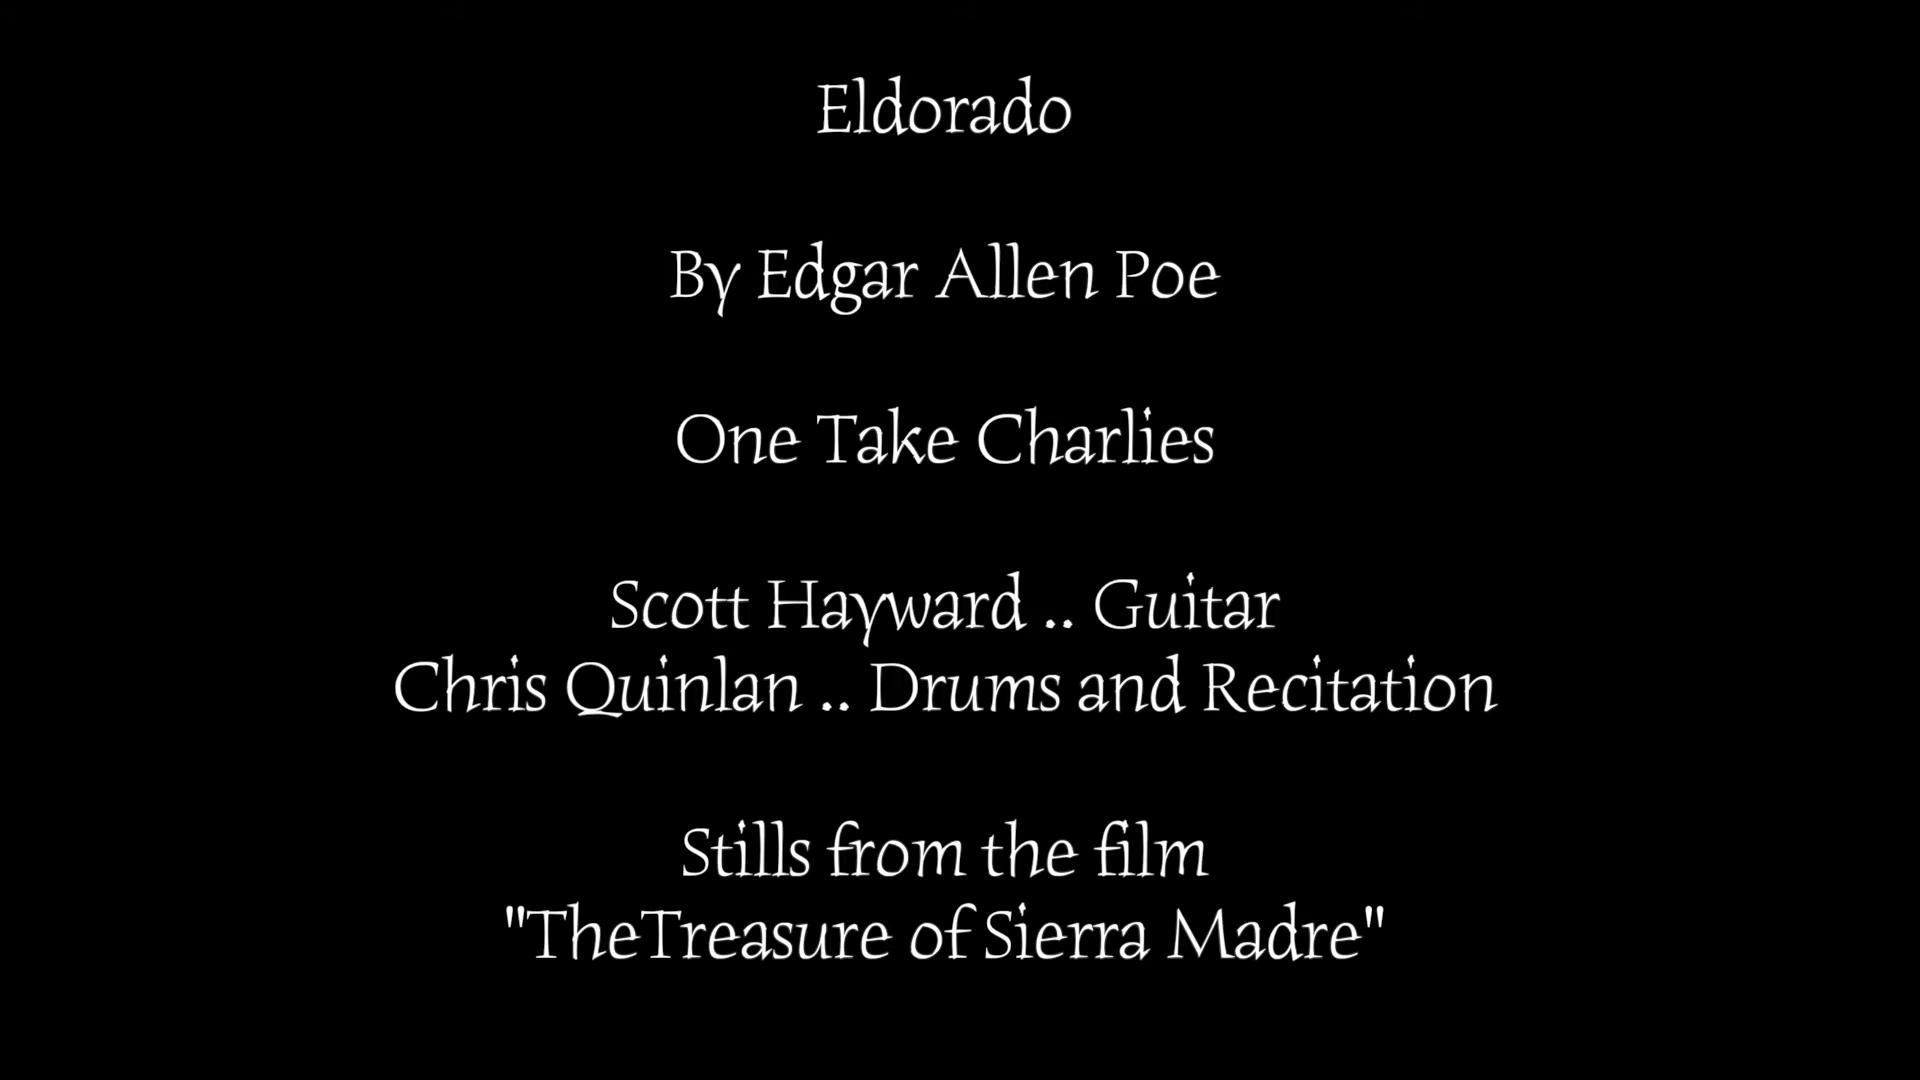 Eldorado
By Edgar Allen Poe
One Take Charlies
Scott Hayward .. Guitar
Chris Quinlan .. Drums and Recitation
Stills from the film
"TheTreasure of Sierra Madre"